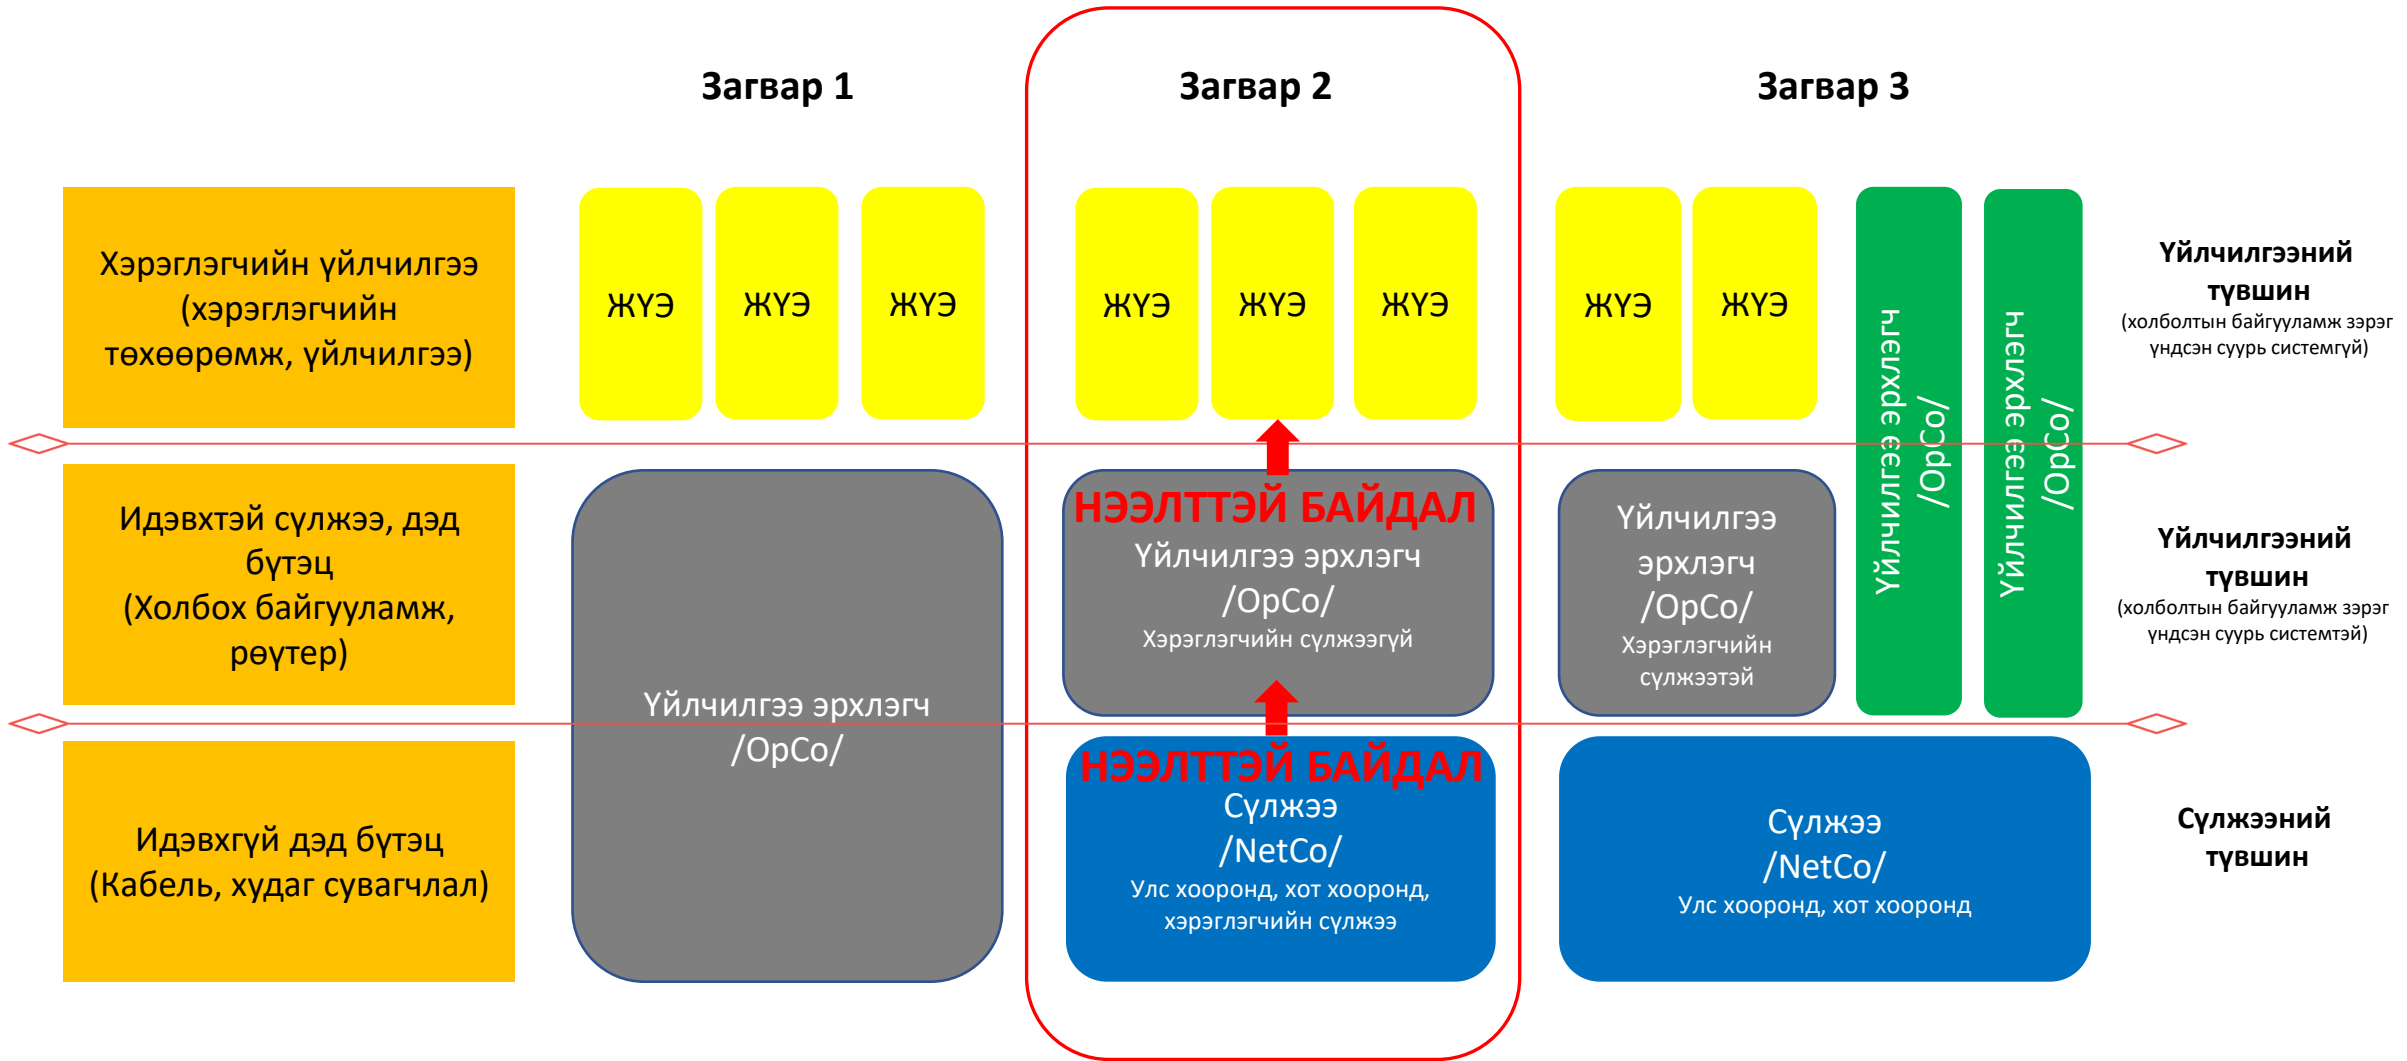 Загвар 1
Загвар 2
Загвар 3
Хэрэглэгчийн үйлчилгээ
(хэрэглэгчийн
төхөөрөмж, үйлчилгээ)
ЖҮЭ
ЖҮЭ
ЖҮЭ
ЖҮЭ
ЖҮЭ
ЖҮЭ
ЖҮЭ
ЖҮЭ
Үйлчилгээ эрхлэгч
/OpCo/
Үйлчилгээ эрхлэгч
/OpCo/
Үйлчилгээний
түвшин
(холболтын байгууламж зэрэг
үндсэн суурь системгүй)
Идэвхтэй сүлжээ, дэд
бүтэц
(Холбох байгууламж,
рөүтер)
НЭЭЛТТЭЙ БАЙДАЛ
Үйлчилгээ эрхлэгч
/OpCo/
Хэрэглэгчийн сүлжээгүй
Үйлчилгээ
эрхлэгч
/OpCo/
Хэрэглэгчийн
сүлжээтэй
Үйлчилгээний
түвшин
(холболтын байгууламж зэрэг
үндсэн суурь системтэй)
Үйлчилгээ эрхлэгч
/OpCo/
Идэвхгүй дэд бүтэц
(Кабель, худаг сувагчлал)
НЭЭЛТТЭЙ БАЙДАЛ
Сүлжээ
/NetCo/
Улс хооронд, хот хооронд,
хэрэглэгчийн сүлжээ
Сүлжээ
/NetCo/
Улс хооронд, хот хооронд
Сүлжээний
түвшин